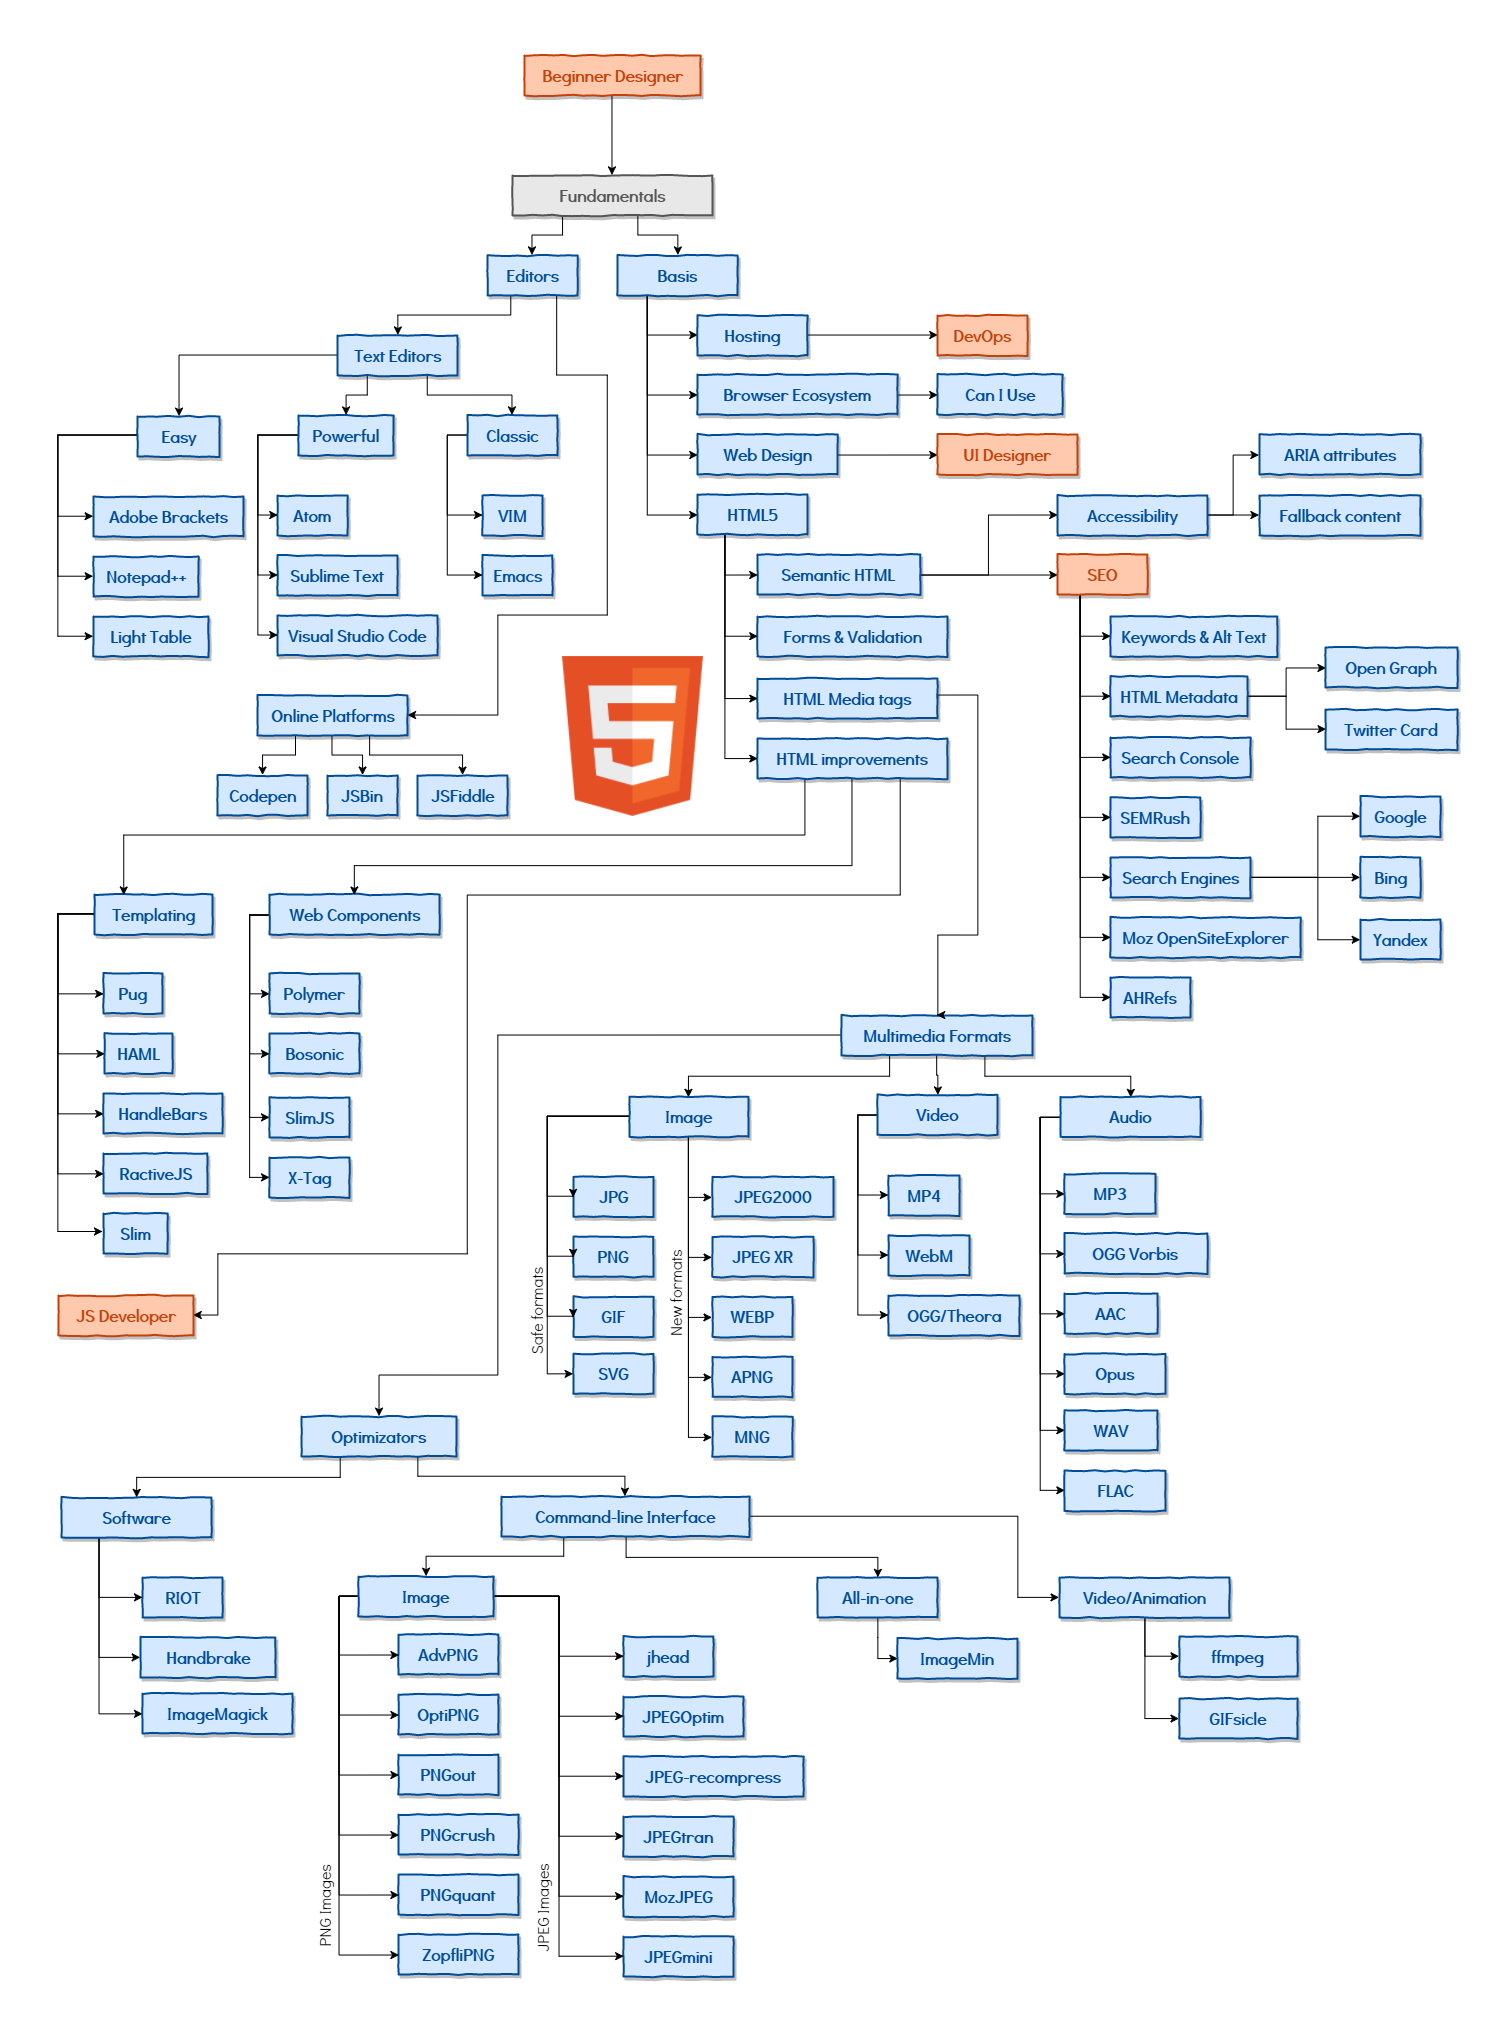 Beginner Designer
Fundamentals
Editors
Basis
Hosting
DevOps
Text Editors
Browser Ecosystem
Can I Use
Easy
Powerful
Classic
Web Design
UI Designer
ARIA attributes
Adobe Brackets
Atom
VIM
HTML5
Accessibility
Fallback content
Notepad++
Sublime Text
Emacs
Semantic HTML
SEO
Light Table
Visual Studio Code
Forms & Validation
Keywords & Alt Text
Open Graph
HTML Media tags
HTML Metadata
Online Platforms
Twitter Card
HTML improvements
Search Console
Codepen
JSBin
JSFiddle
SEMRush
Google
Search Engines
Bing
Templating
Web Components
Moz OpenSiteExplorer
Yandex
Pug
Polymer
AHRefs
Multimedia Formats
HAML
Bosonic
HandleBars
SlimJS
Image
Video
Audio
RactiveJS
X-Tag
JPG
JPEG2000
MP4
MP3
Slim
PNG
JPEG XR
WebM
OGG Vorbis
Safe formats
New formats
JS Developer
GIF
WEBP
OGG/Theora
AAC
SVG
APNG
Opus
Optimizators
MNG
WAV
FLAC
Software
Command-line Interface
RIOT
Image
All-in-one
Video/Animation
Handbrake
AdvPNG
jhead
ImageMin
ffmpeg
ImageMagick
OptiPNG
JPEGOptim
GIFsicle
PNGout
JPEG-recompress
PNGcrush
JPEGtran
PNG Images
JPEG Images
PNGquant
MozJPEG
ZopfliPNG
JPEGmini